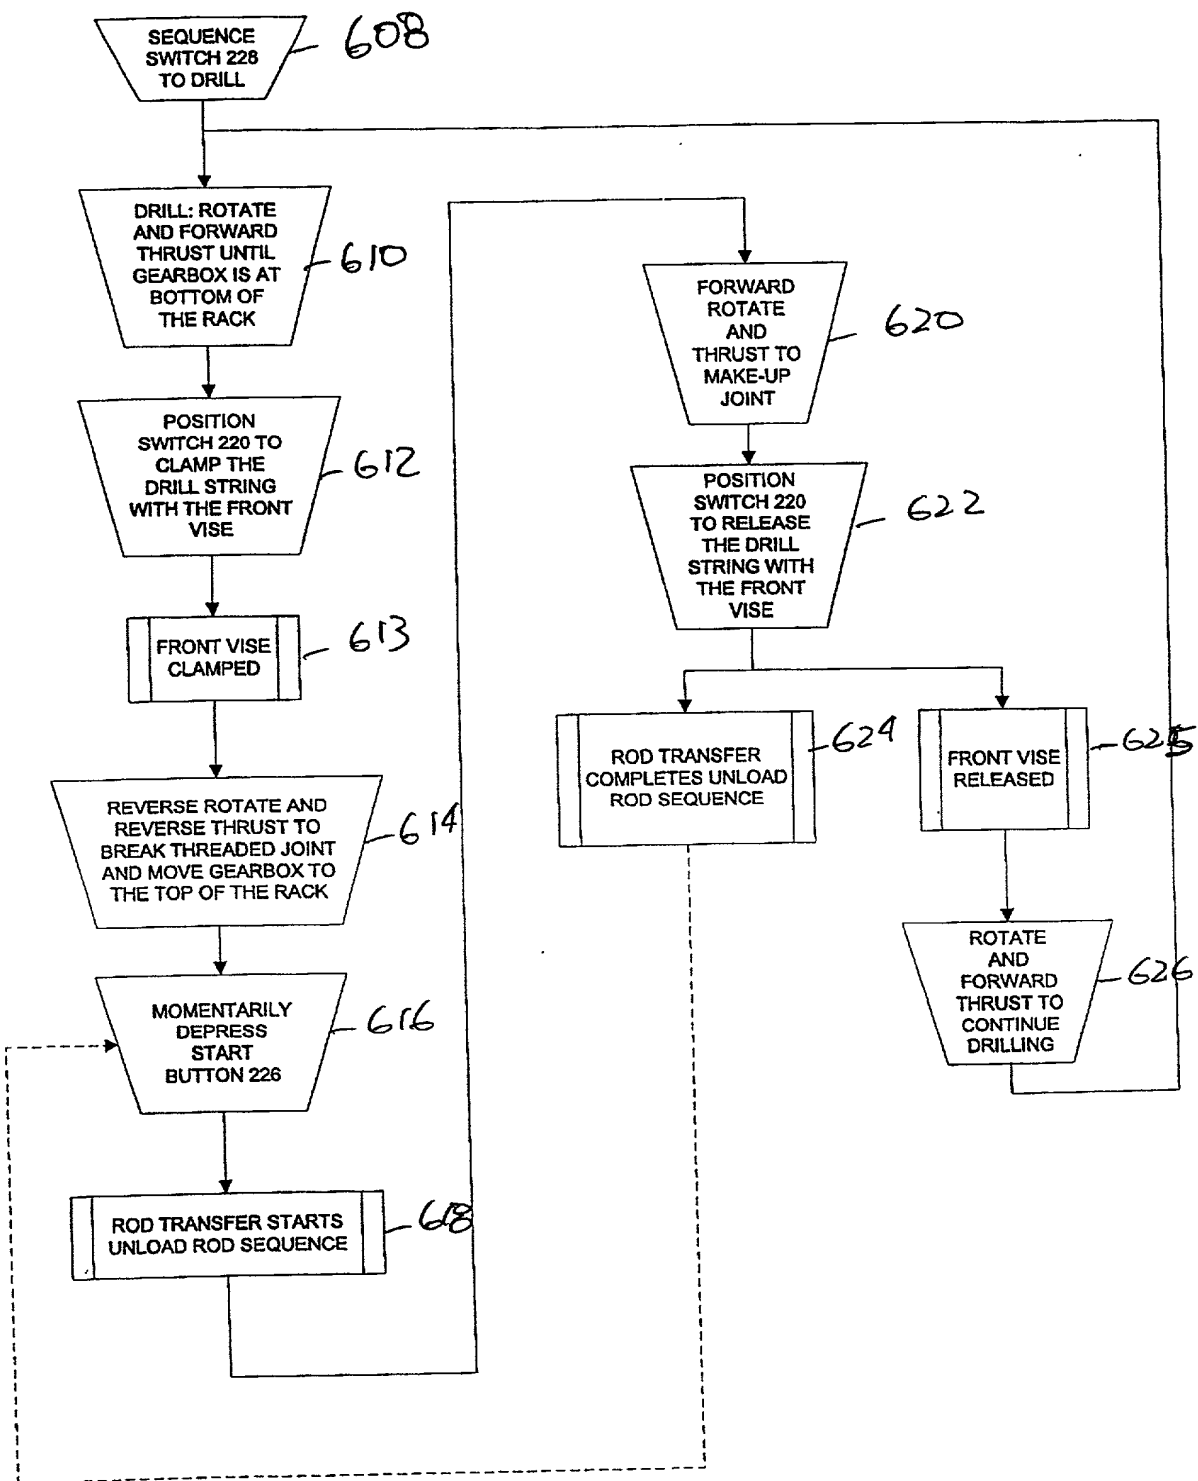 SEQUENCE
SWITCH 228
TO DRILL
608
DRILL: ROTATE
AND FORWARD
THRUST UNTIL
GEARBOX IS AT
BOTTOM OF
THE RACK
610
POSITION
SWITCH 220 TO
CLAMP THE
DRILL STRING
WITH THE FRONT
VISE
612
FRONT VISE
CLAMPED
613
REVERSE ROTATE AND
REVERSE THRUST TO
BREAK THREADED JOINT
AND MOVE GEARBOX TO
THE TOP OF THE RACK
614
MOMENTARILY
DEPRESS
START
BUTTON 226
616
ROD TRANSFER STARTS
UNLOAD ROD SEQUENCE
618
FORWARD
ROTATE
AND
THRUST TO
MAKE-UP
JOINT
620
POSITION
SWITCH 220
TO RELEASE
THE DRILL
STRING WITH
THE FRONT
VISE
622
ROD TRANSFER
COMPLETES UNLOAD
ROD SEQUENCE
624
FRONT VISE
RELEASED
625
ROTATE
AND
FORWARD
THRUST TO
CONTINUE
DRILLING
626